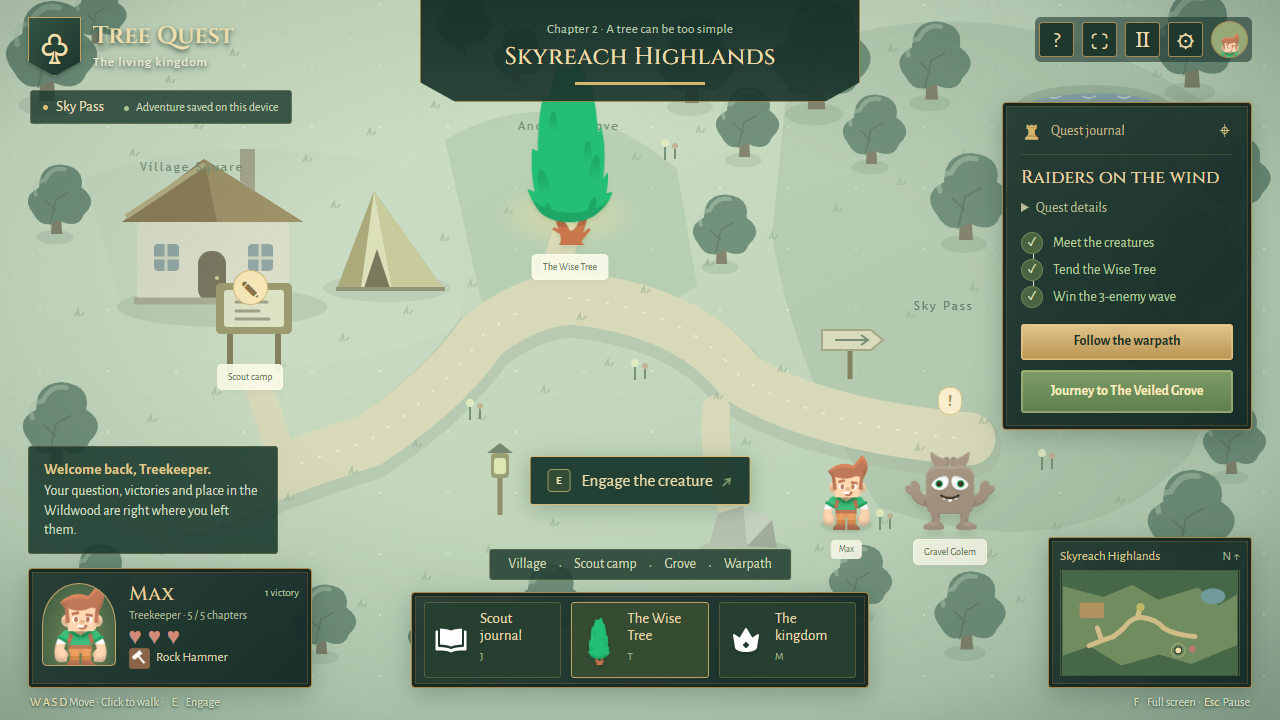 Tree Quest
The living kingdom
Sky Pass
Adventure saved on this device
Chapter 2 · A tree can be too simple
Skyreach Highlands
?
II
Village Square
Sky Pass
The Wise Tree
Scout camp
!
Max
Gravel Golem
E Engage the creature
Village · Scout camp · Grove · Warpath
Quest journal
Raiders on the wind
Quest details
Meet the creatures
Tend the Wise Tree
Win the 3-enemy wave
Follow the warpath
Journey to The Veiled Grove
Welcome back, Treekeeper.
Your question, victories and place in the
Wildwood are right where you left
them.
Max
1 victory
Treekeeper · 5 / 5 chapters
Rock Hammer
W A S D Move · Click to walk · E Engage
Scout
journal
J
The Wise
Tree
T
The
kingdom
M
Skyreach Highlands
N ↑
F Full screen · Esc Pause